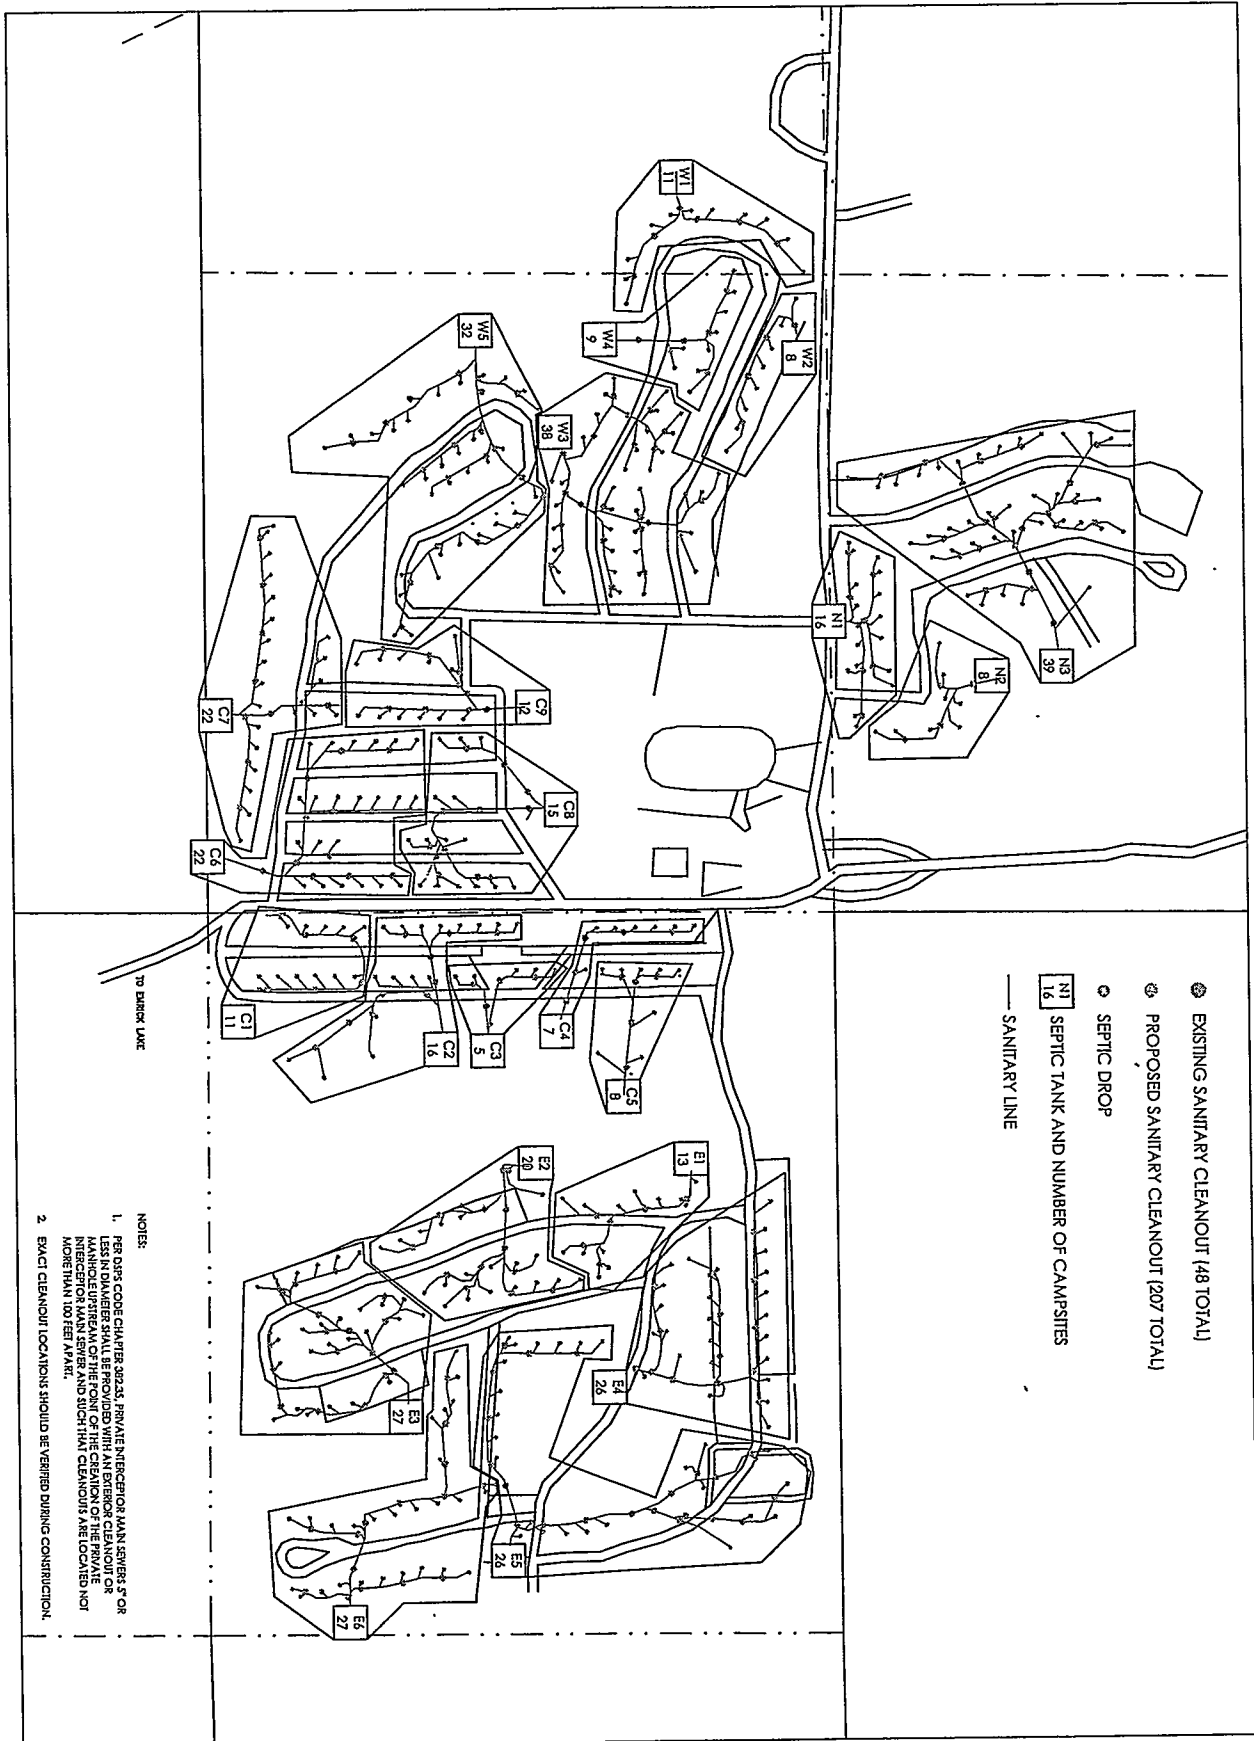 EXISTING SANITARY CLEANOUT (48 TOTAL)
PROPOSED SANITARY CLEANOUT (207 TOTAL)
SEPTIC DROP
N1
16
SEPTIC TANK AND NUMBER OF CAMPSITES
SANITARY LINE
N3
39
N2
8
N1
16
W1
11
W2
8
W4
9
W3
38
W5
32
C9
12
C8
15
C7
22
C6
22
C5
8
C4
7
C3
5
C2
16
C1
11
E1
13
E2
20
E4
26
E3
27
E5
26
E6
27
TO EMRICK LAKE
NOTES:
1. PER DSPS CODE CHAPTER 382.35, PRIVATE INTERCEPTOR MAIN SEWERS 5" OR
LESS IN DIAMETER SHALL BE PROVIDED WITH AN EXTERIOR CLEANOUT OR
MANHOLE UPSTREAM OF THE POINT OF THE CREATION OF THE PRIVATE
INTERCEPTOR MAIN SEWER AND SUCH THAT CLEANOUTS ARE LOCATED NOT
MORE THAN 100 FEET APART.
2. EXACT CLEANOUT LOCATIONS SHOULD BE VERIFIED DURING CONSTRUCTION.